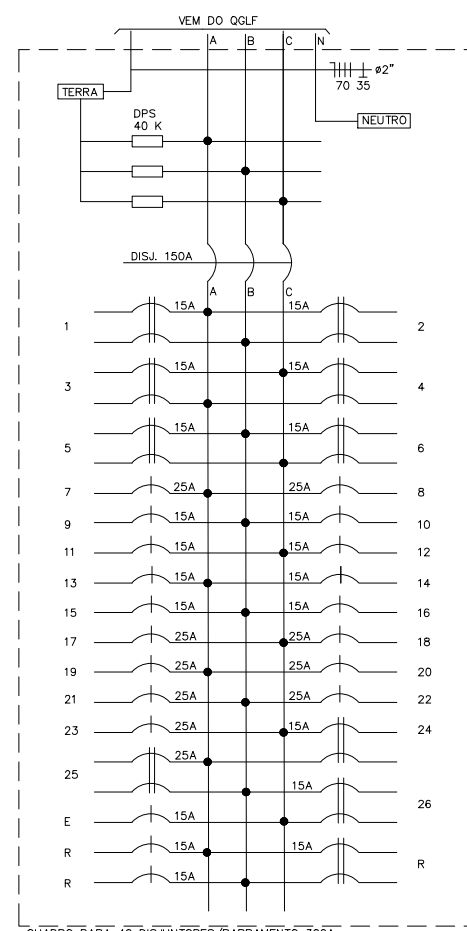 VEM DO QGLF
A B C N
ø2"
70 35
TERRA
NEUTRO
DPS
40 K
DISJ. 150A
A B C
15A 15A
1 2
15A 15A
3 4
15A 15A
5 6
7 25A 25A 8
9 15A 15A 10
11 15A 15A 12
13 15A 15A 14
15 15A 15A 16
17 25A 25A 18
19 25A 25A 20
21 25A 25A 22
23 25A 15A 24
25A
25
15A
26
E 15A
R 15A 15A
R
R 15A